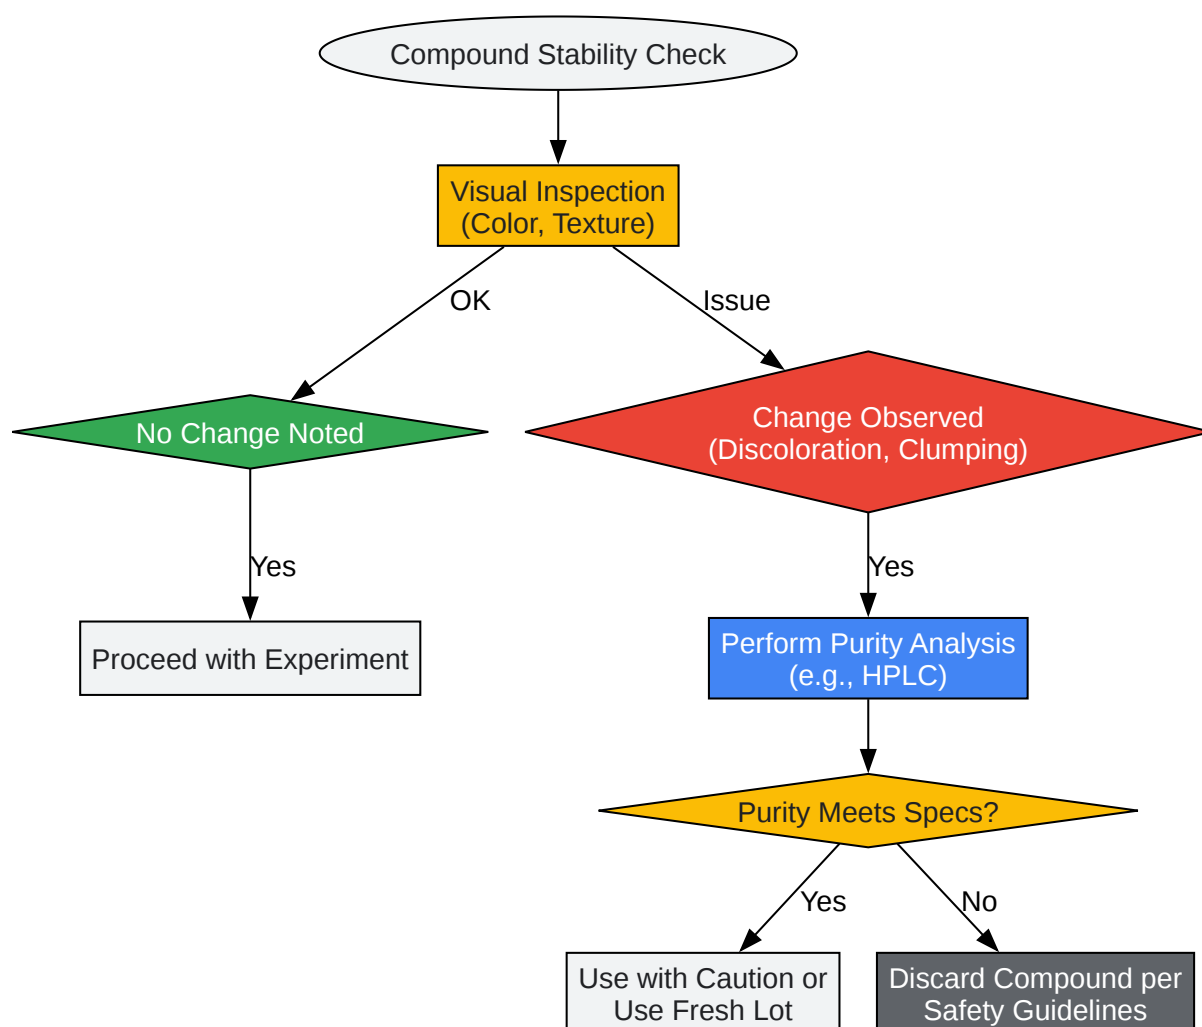 Compound Stability Check
Visual Inspection
(Color, Texture)
OK
Issue
No Change Noted
Change Observed
(Discoloration, Clumping)
Yes
Yes
Proceed with Experiment
Perform Purity Analysis
(e.g., HPLC)
Purity Meets Specs?
Yes
No
Use with Caution or
Use Fresh Lot
Discard Compound per
Safety Guidelines